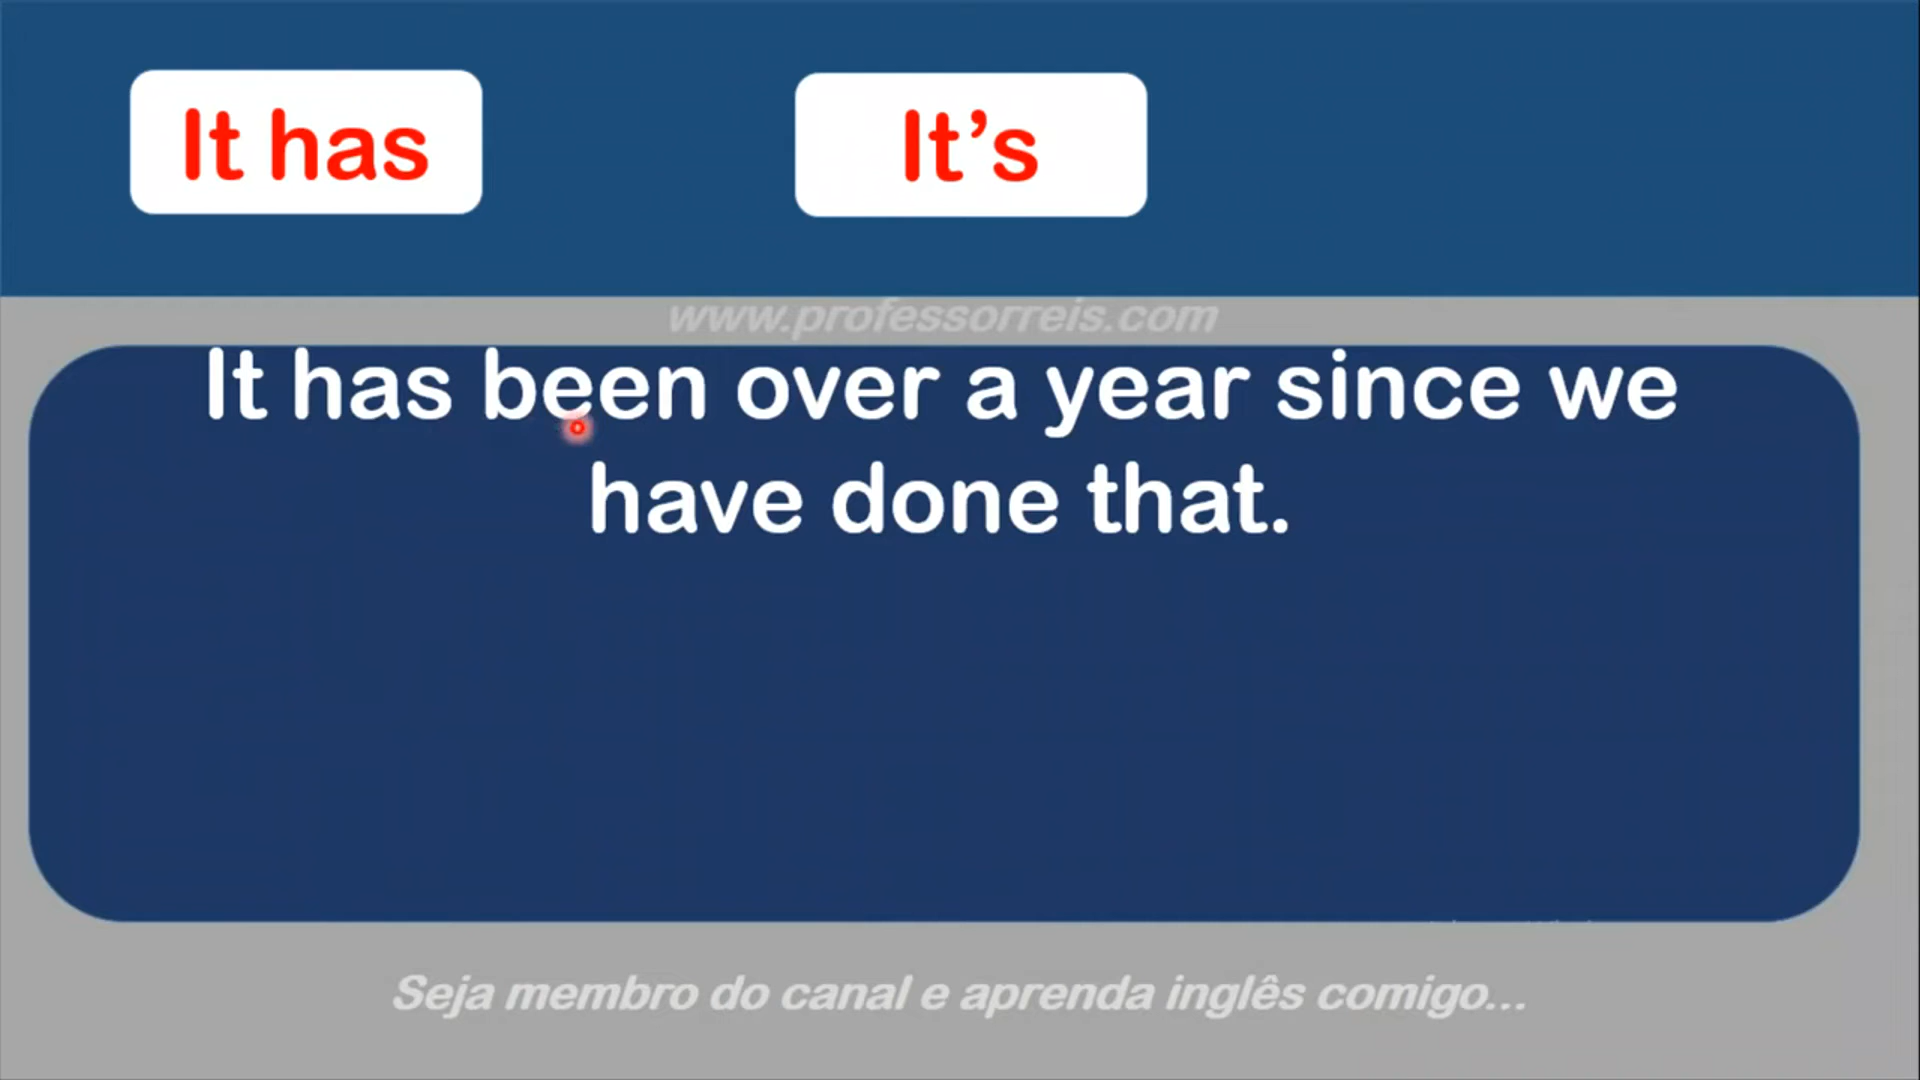 It has
It’s
www.professorreis.com
It has been over a year since we
have done that.
Seja membro do canal e aprenda inglês comigo...